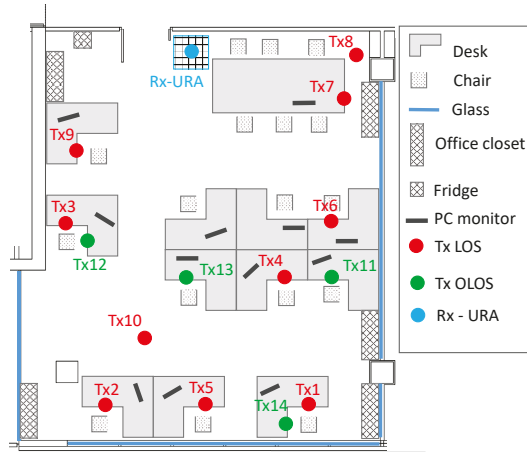 Tx8
Rx-URA
Tx7
Tx9
Tx3
Tx6
Tx12
Tx13
Tx4
Tx11
Tx10
Tx2
Tx5
Tx1
Tx14
Desk
Chair
Glass
Office closet
Fridge
PC monitor
Tx LOS
Tx OLOS
Rx - URA